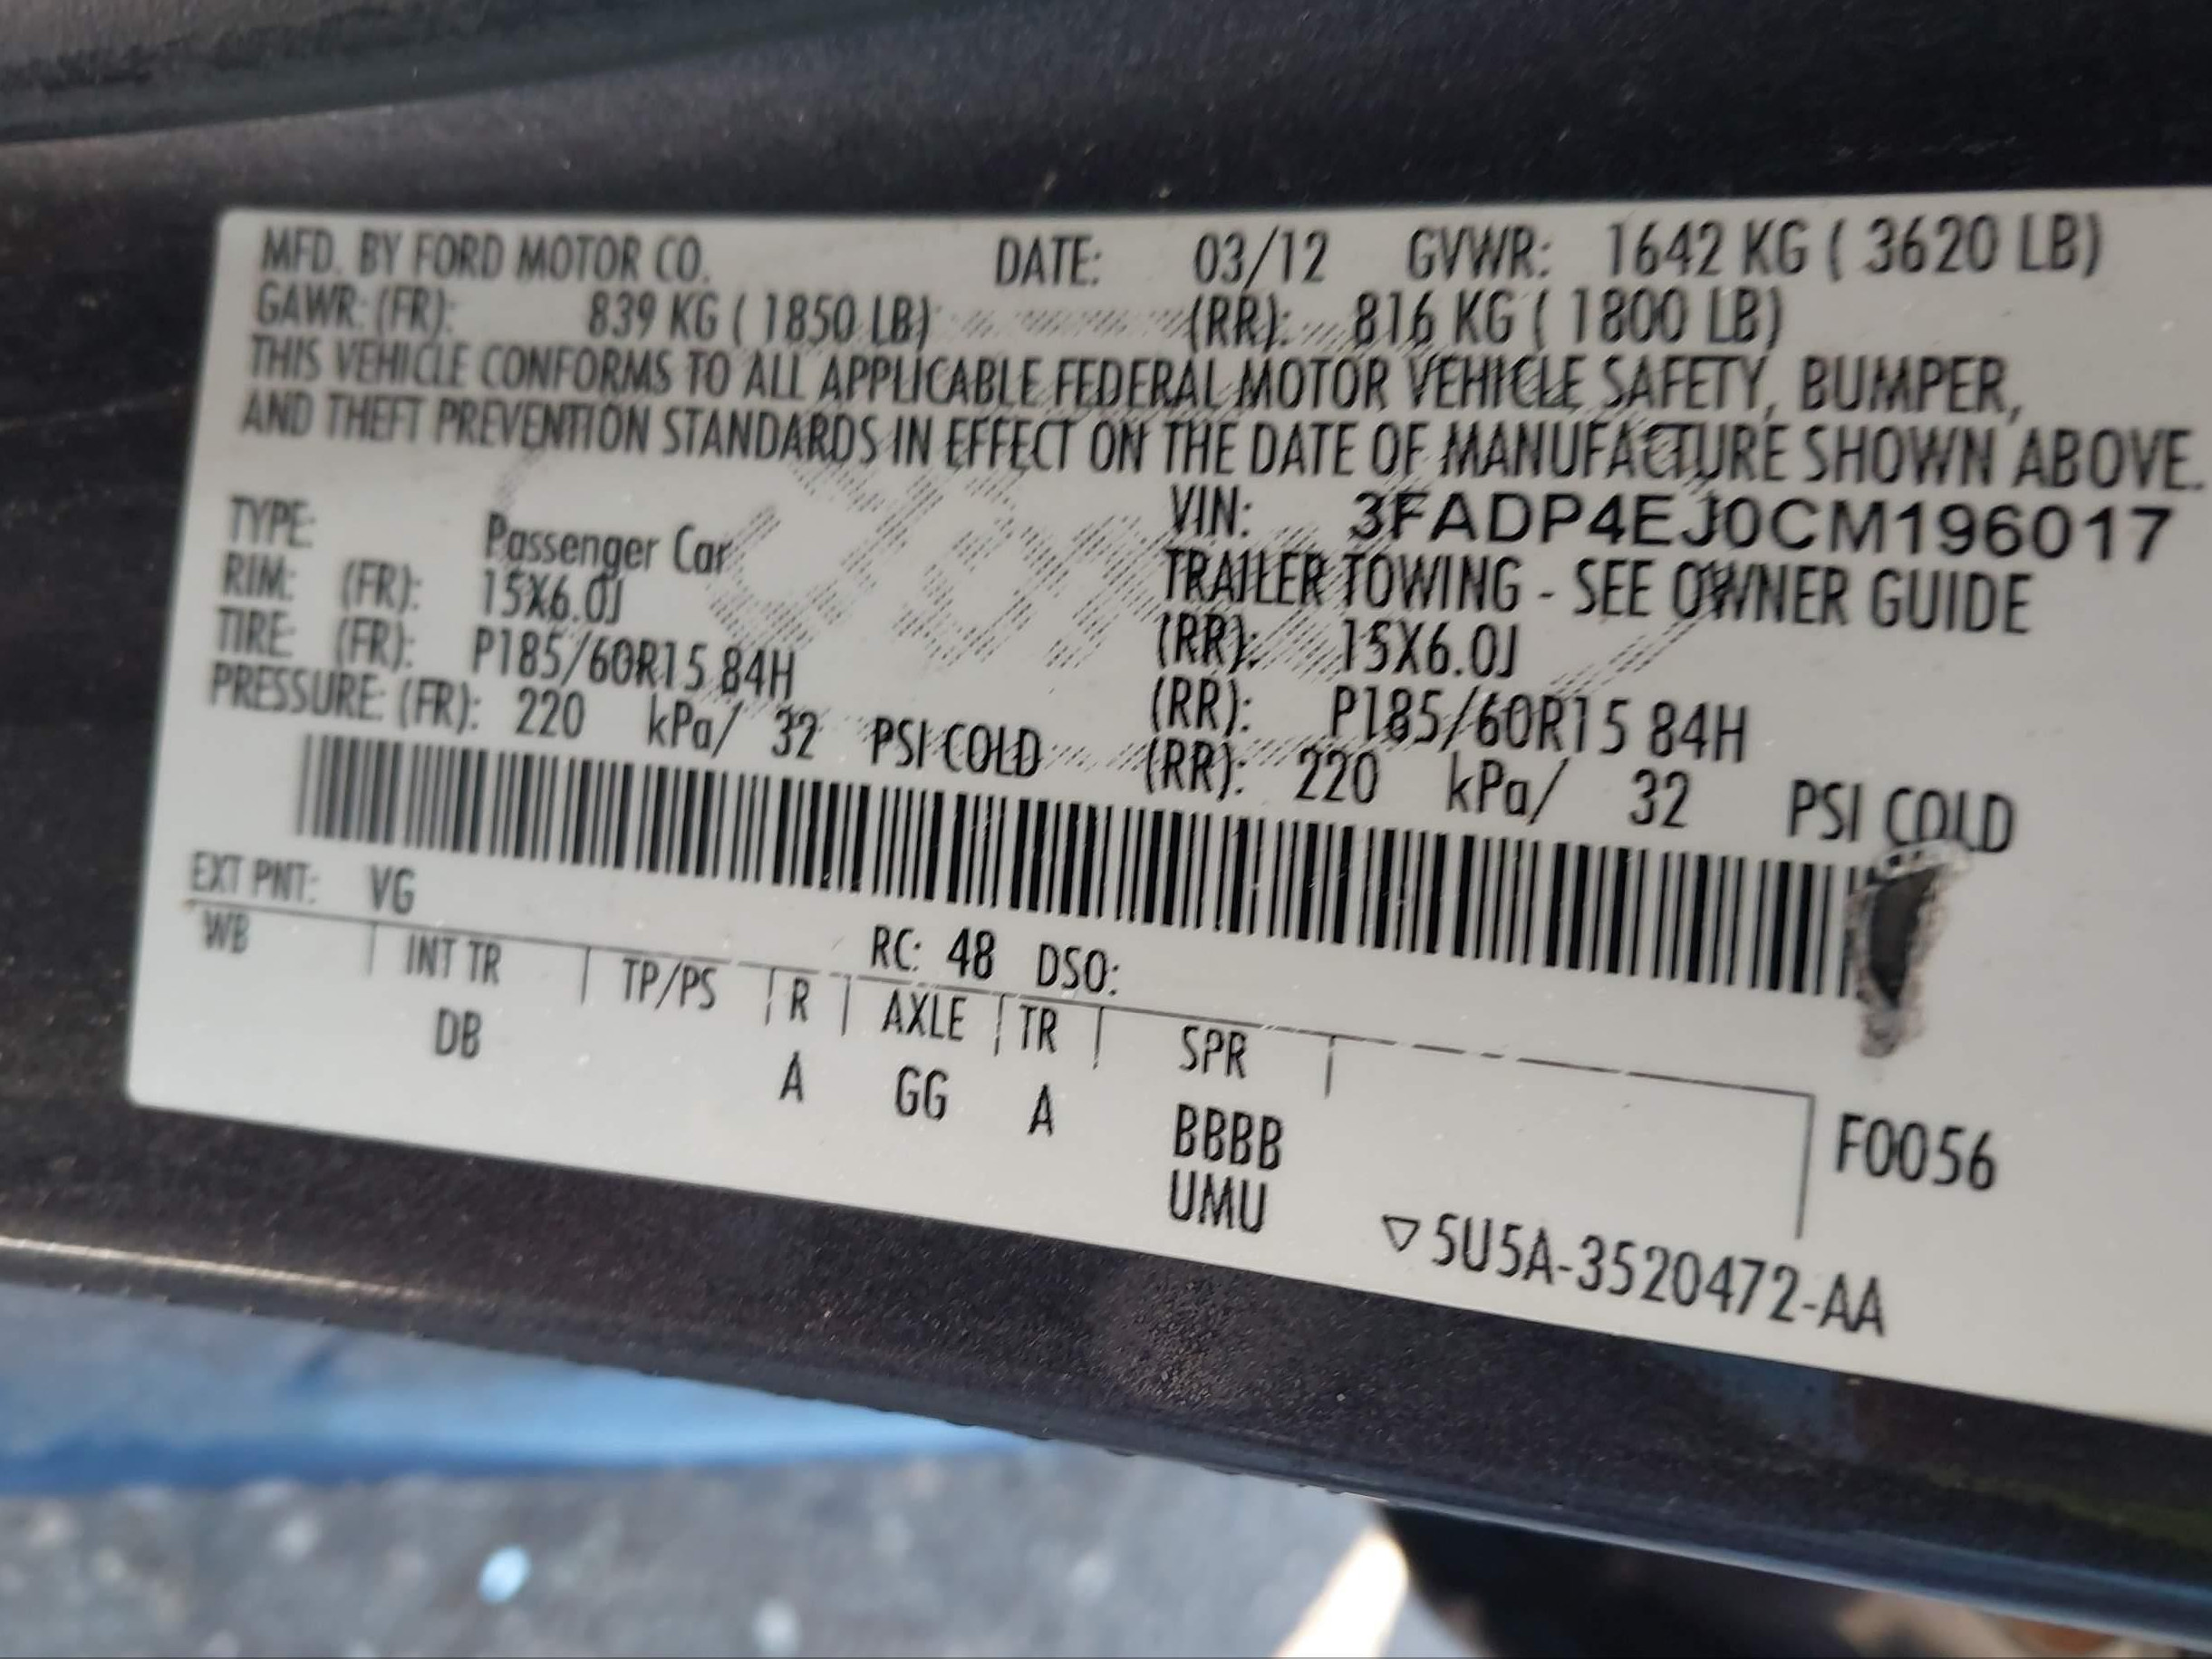 MFD. BY FORD MOTOR CO. DATE: 03/12 GVWR: 1642 KG ( 3620 LB)
GAWR: (FR): 839 KG ( 1850 LB) (RR): 816 KG ( 1800 LB)
THIS VEHICLE CONFORMS TO ALL APPLICABLE FEDERAL MOTOR VEHICLE SAFETY, BUMPER,
AND THEFT PREVENTION STANDARDS IN EFFECT ON THE DATE OF MANUFACTURE SHOWN ABOVE.
VIN: 3FADP4EJ0CM196017
TYPE: Passenger Car TRAILER TOWING - SEE OWNER GUIDE
RIM: (FR): 15X6.0J (RR): 15X6.0J
TIRE: (FR): P185/60R15 84H (RR): P185/60R15 84H
PRESSURE: (FR): 220 kPa/ 32 PSI COLD (RR): 220 kPa/ 32 PSI COLD
EXT PNT: VG RC: 48 DSO:
WB INT TR TP/PS R AXLE TR SPR
DB A GG A BBBB F0056
UMU
▽5U5A-3520472-AA